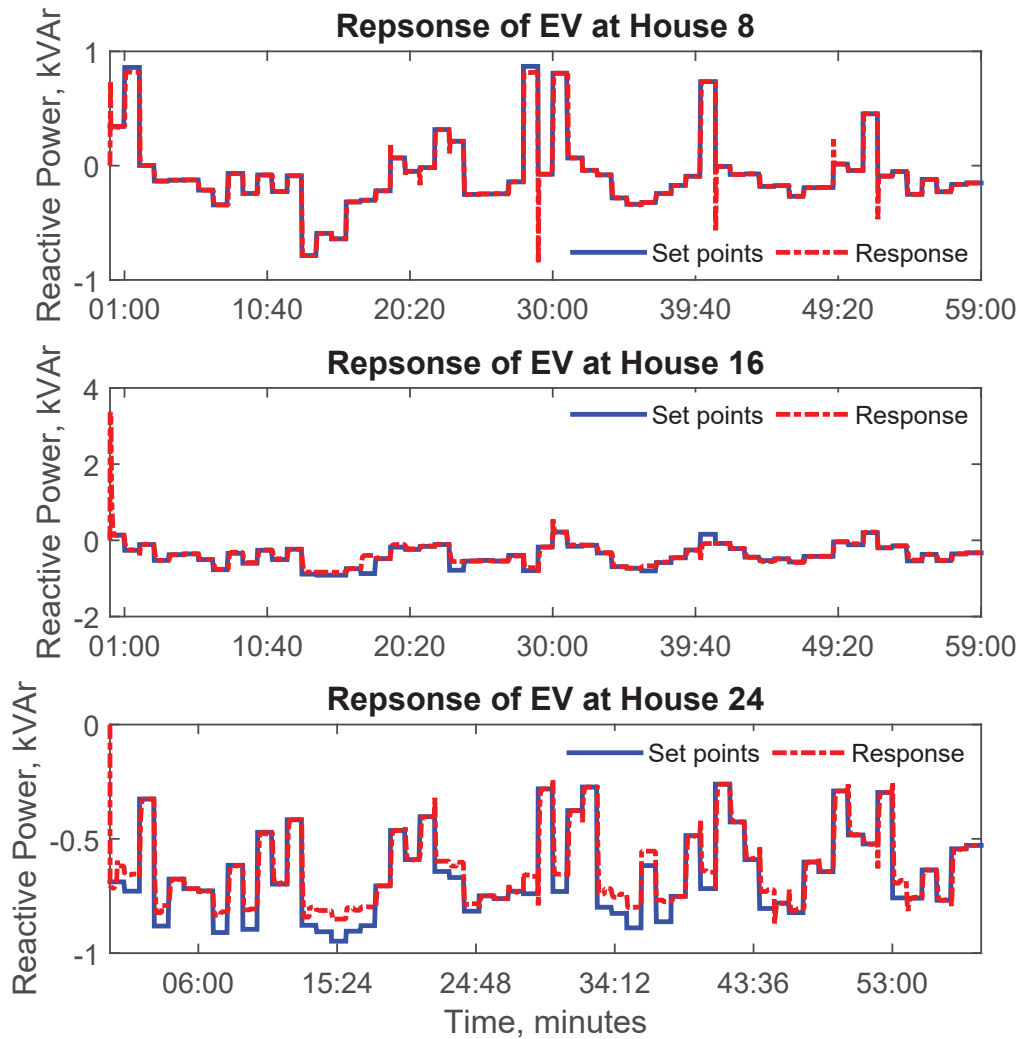 Repsonse of EV at House 8
Reactive Power, kVAr
1
0
-1
Set points Response
01:00 10:40 20:20 30:00 39:40 49:20 59:00
Repsonse of EV at House 16
Reactive Power, kVAr
4
2
0
-2
Set points Response
01:00 10:40 20:20 30:00 39:40 49:20 59:00
Repsonse of EV at House 24
Reactive Power, kVAr
0
-0.5
-1
Set points Response
06:00 15:24 24:48 34:12 43:36 53:00
Time, minutes